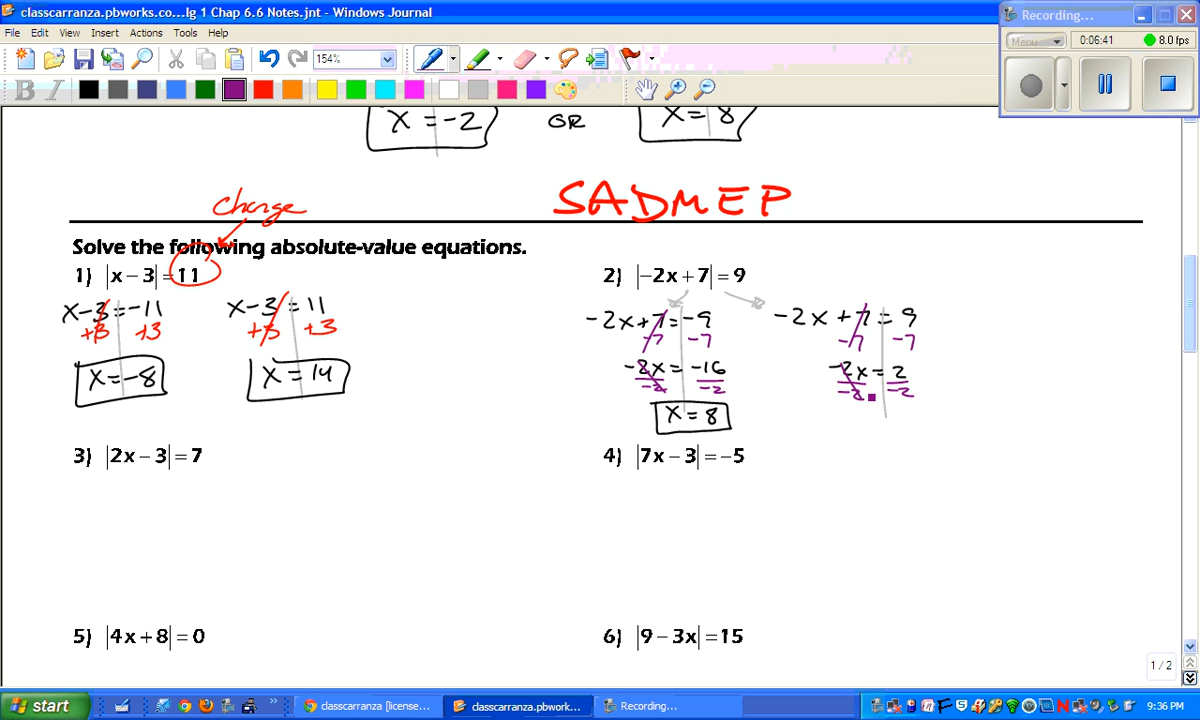 classcarranza.pbworks.co...lg 1 Chap 6.6 Notes.jnt - Windows Journal
File Edit View Insert Actions Tools Help
154%
B I
Recording...
Menu 0:06:41 8.0 fps
x = -2 OR x = 8
SADMEP
Change
Solve the following absolute-value equations.
1) |x − 3| = 11
x-3 = -11 x-3 = 11
+3 +3 +3 +3
x = -8 x = 14
2) |−2x + 7| = 9
-2x+7 = -9 -2x+7 = 9
-7 -7 -7 -7
-2x = -16 -2x = 2
-2 -2 -2 -2
x = 8
3) |2x − 3| = 7
4) |7x − 3| = −5
5) |4x + 8| = 0
6) |9 − 3x| = 15
1 / 2
start
classcarranza [license...
classcarranza.pbwork...
Recording...
9:36 PM